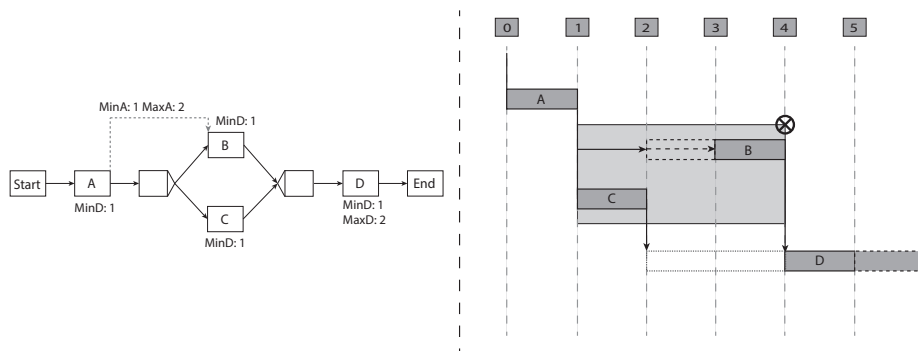 MinA: 1 MaxA: 2
MinD: 1
B
Start
A
D
End
MinD: 1
MinD: 1
MaxD: 2
C
MinD: 1
0
1
2
3
4
5
A
B
C
D